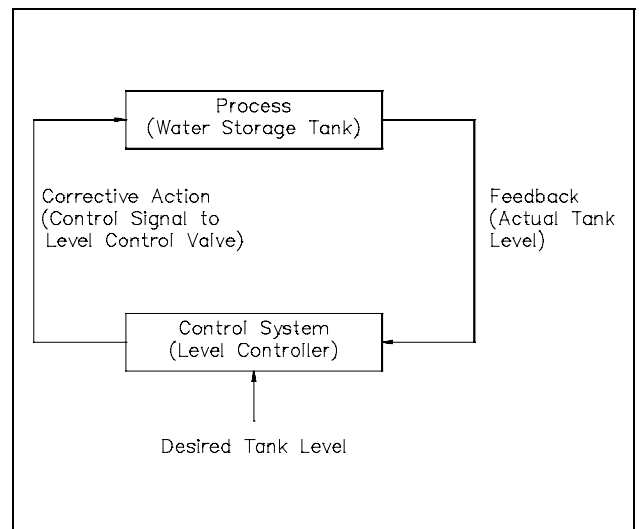 Process
(Water Storage Tank)
Corrective Action
(Control Signal to
Level Control Valve)
Feedback
(Actual Tank
Level)
Control System
(Level Controller)
Desired Tank Level